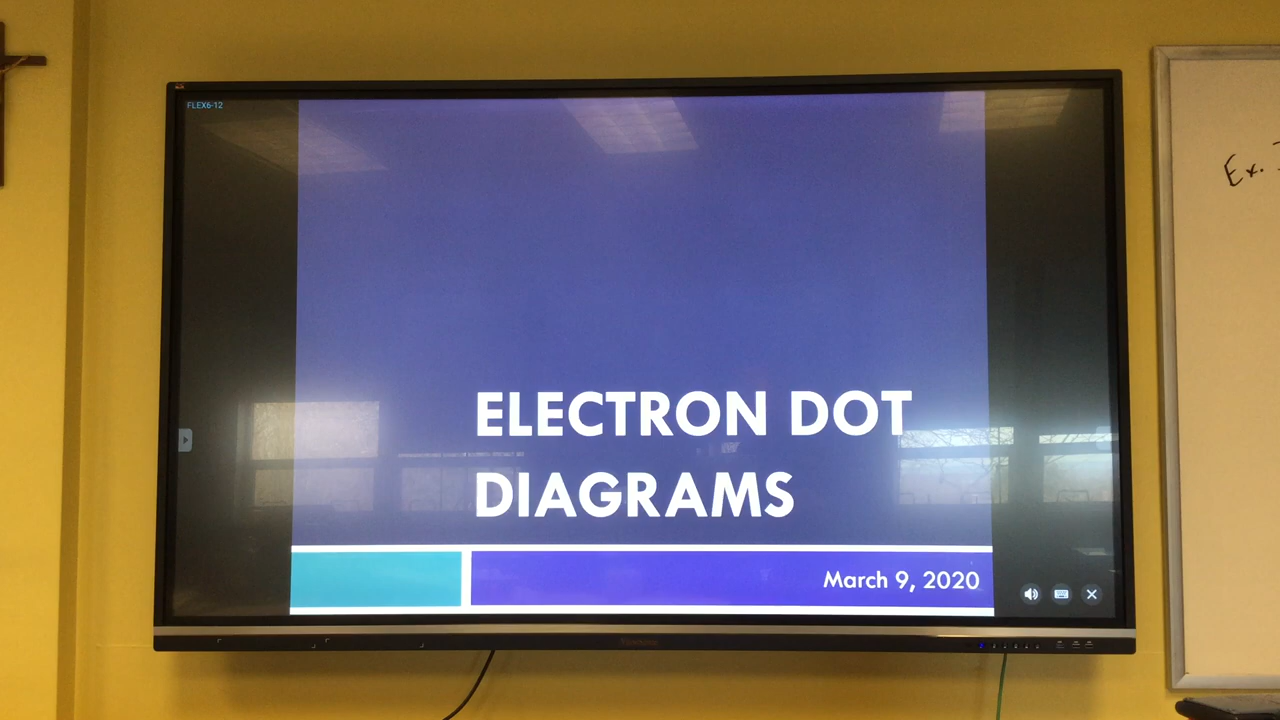 FLEX6-12
Ex.
ELECTRON DOT
DIAGRAMS
March 9, 2020